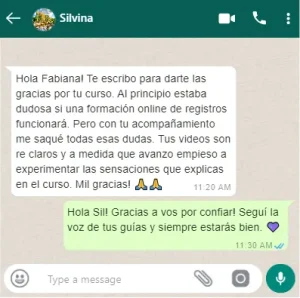 Silvina
Hola Fabiana! Te escribo para darte las
gracias por tu curso. Al principio estaba
dudosa si una formación online de registros
funcionará. Pero con tu acompañamiento
me saqué todas esas dudas. Tus videos son
re claros y a medida que avanzo empieso a
experimentar las sensaciones que explicas
en el curso. Mil gracias! 🙏🙏
11:20 AM
Hola Sil! Gracias a vos por confiar! Seguí la
voz de tus guías y siempre estarás bien. 💜
11:30 AM
Type a message